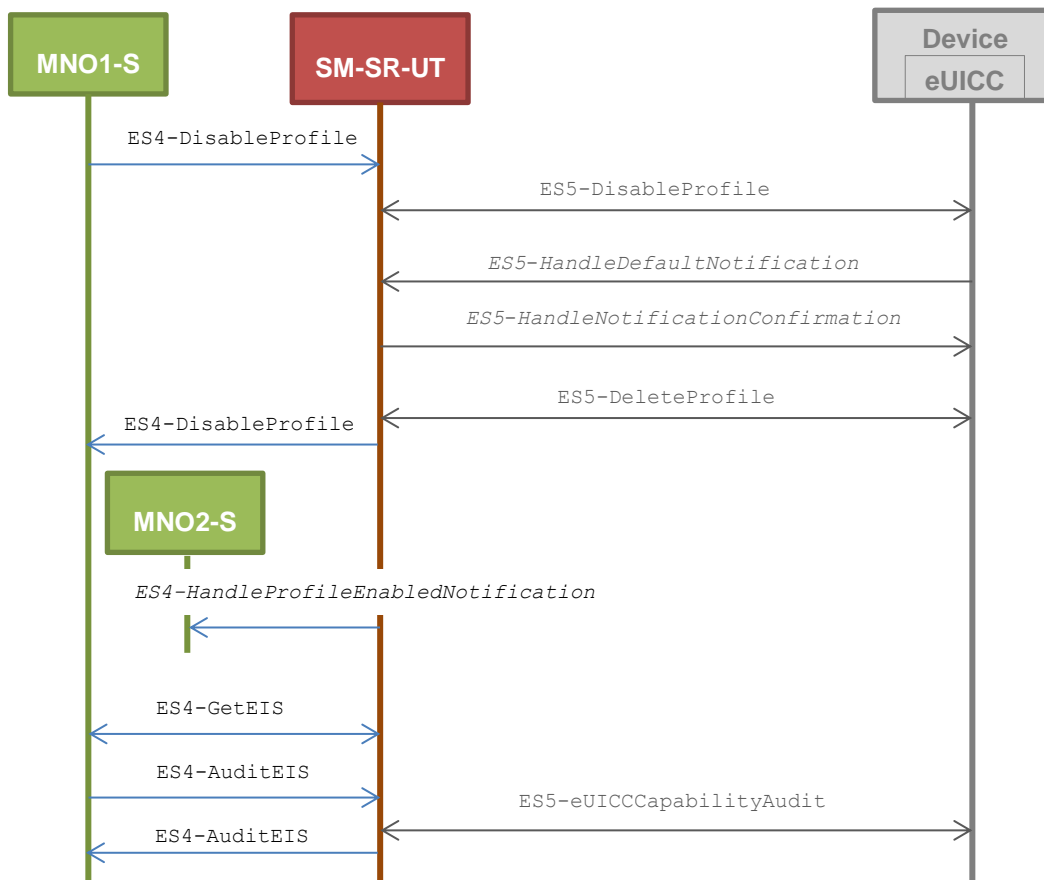 MNO1-S
SM-SR-UT
Device
eUICC
ES4-DisableProfile
ES5-DisableProfile
ES5-HandleDefaultNotification
ES5-HandleNotificationConfirmation
ES5-DeleteProfile
ES4-DisableProfile
MNO2-S
ES4-HandleProfileEnabledNotification
ES4-GetEIS
ES4-AuditEIS
ES5-eUICCCapabilityAudit
ES4-AuditEIS